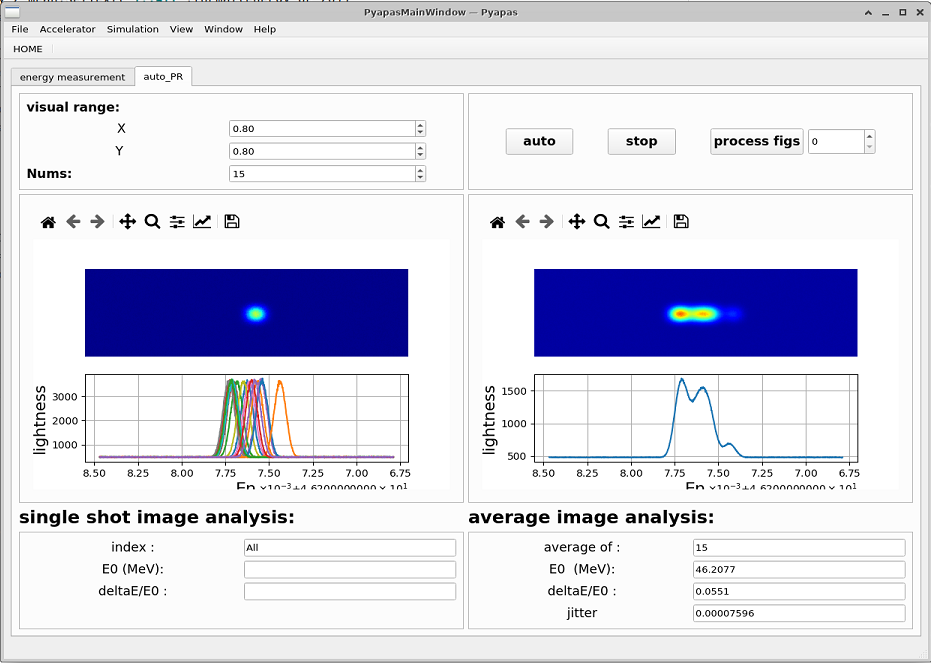 PyapasMainWindow — Pyapas
File Accelerator Simulation View Window Help
HOME
energy measurement auto_PR
visual range:
X 0.80
Y 0.80
Nums: 15
auto stop process figs 0
lightness
3000
2000
1000
8.50 8.25 8.00 7.75 7.50 7.25 7.00 6.75
En ×10⁻³+4.6200000000 × 10¹
lightness
1500
1000
500
8.50 8.25 8.00 7.75 7.50 7.25 7.00 6.75
En ×10⁻³+4.6200000000 × 10¹
single shot image analysis:
index : All
E0 (MeV):
deltaE/E0 :
average image analysis:
average of : 15
E0 (MeV): 46.2077
deltaE/E0 : 0.0551
jitter 0.00007596